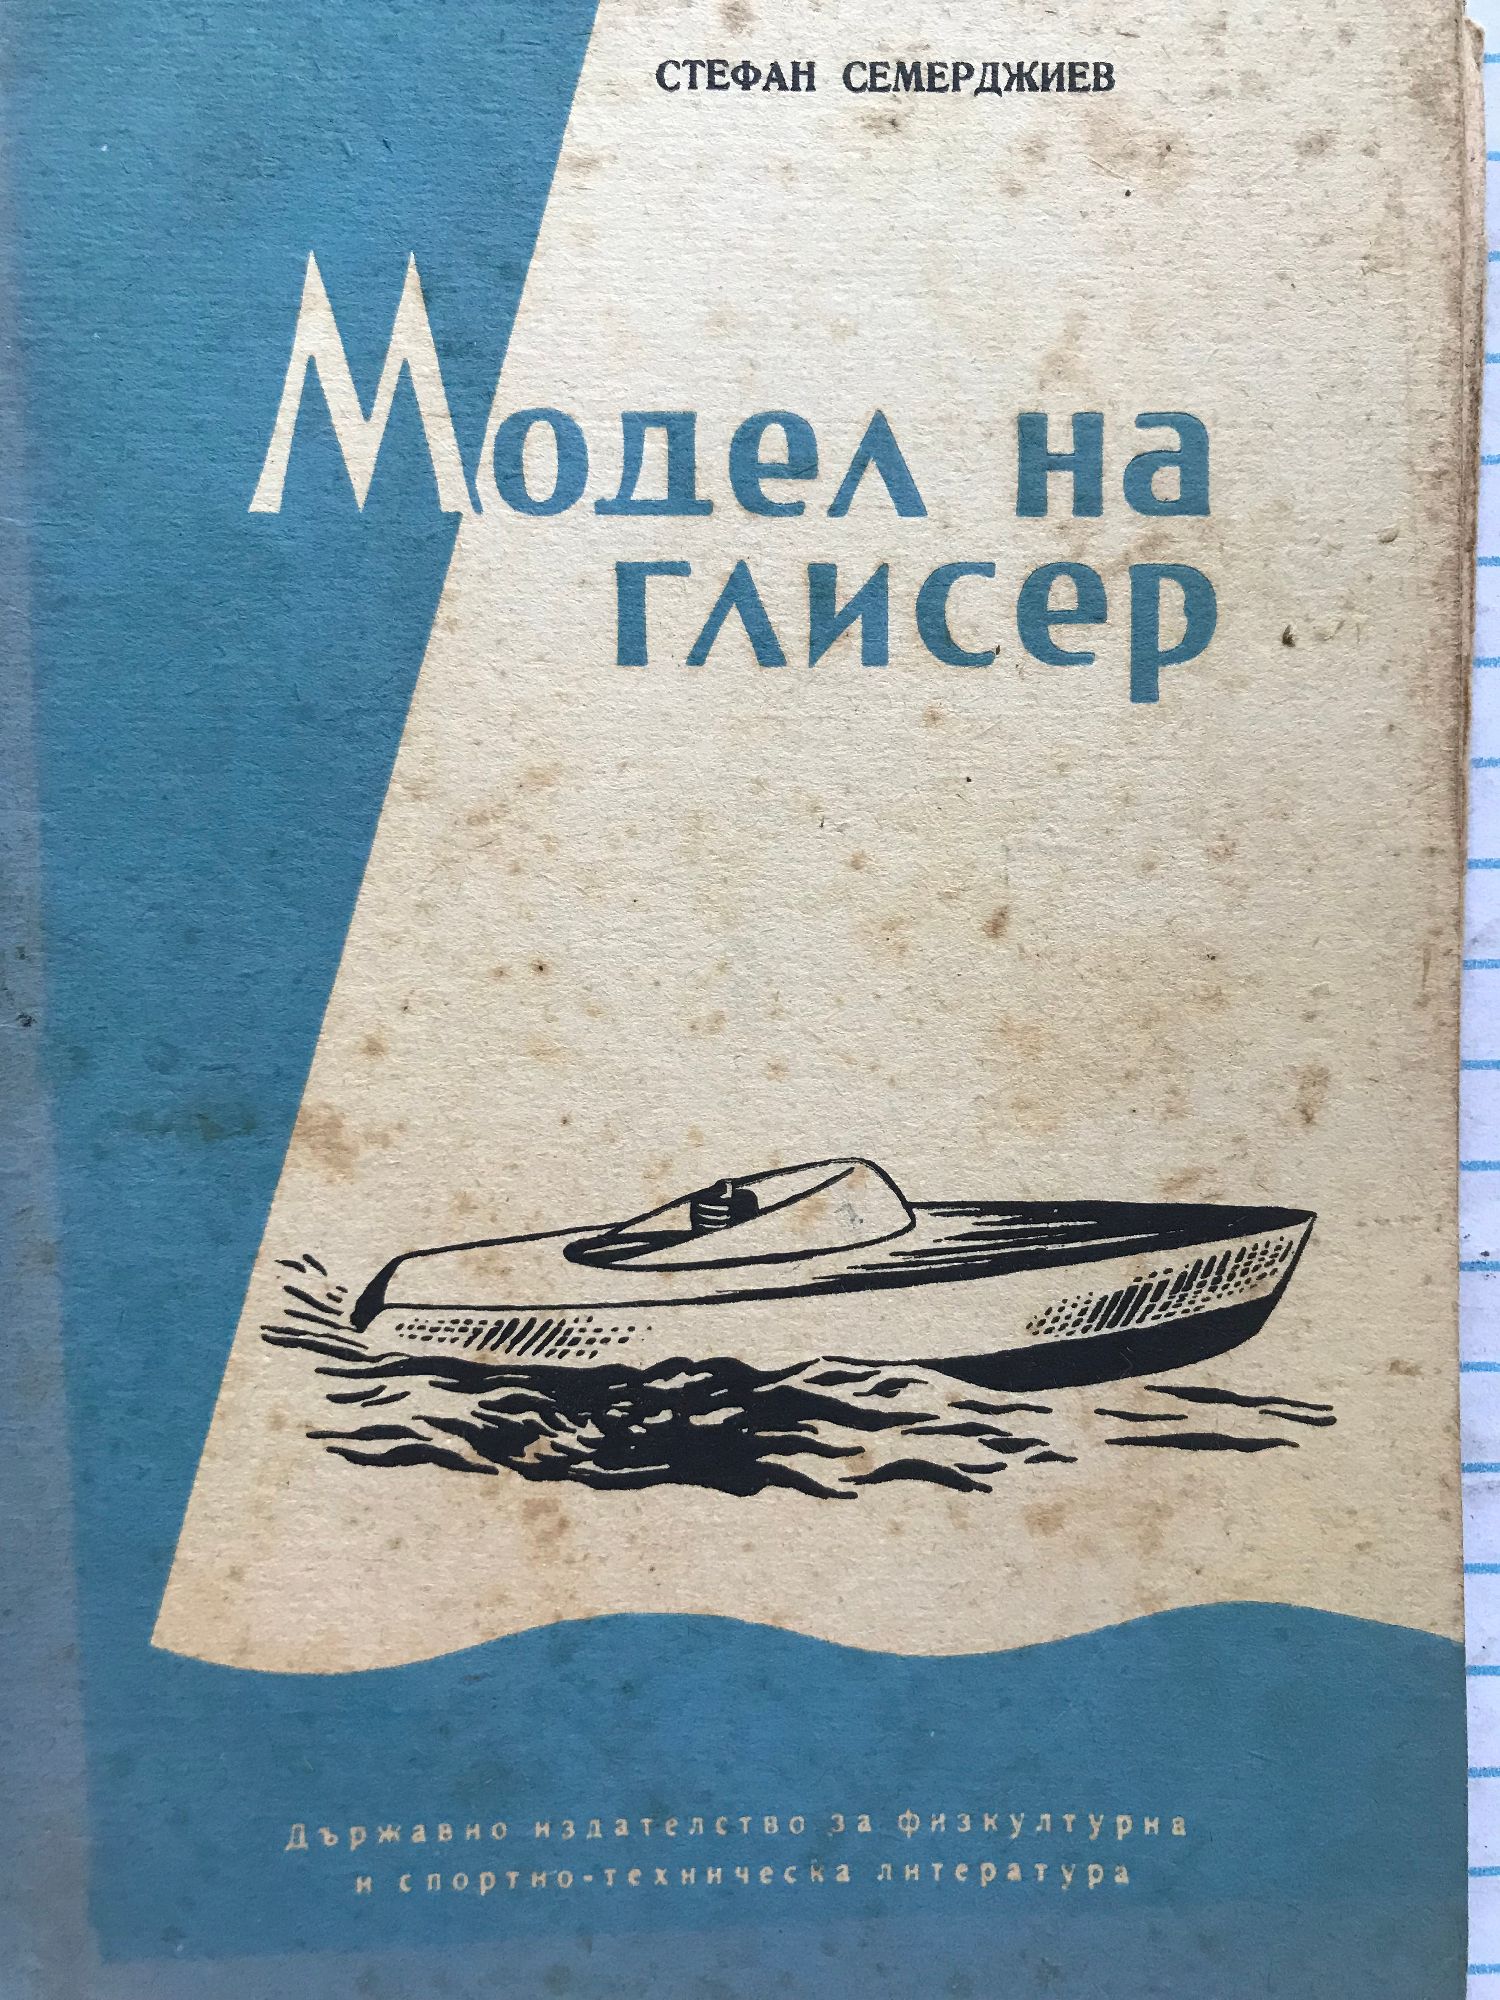 СТЕФАН СЕМЕРДЖИЕВ
Модел на
глисер
Държавно издателство за физкултурна
и спортно-техническа литература